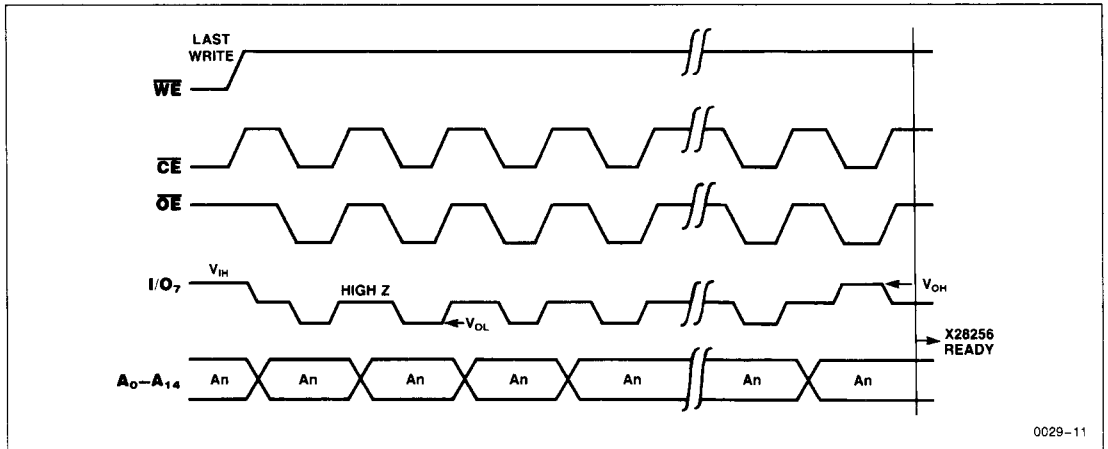 LAST
WRITE
WE
CE
OE
I/O7
VIH
HIGH Z
VOL
VOH
X28256
READY
A0–A14
An An An An An An An
0029–11